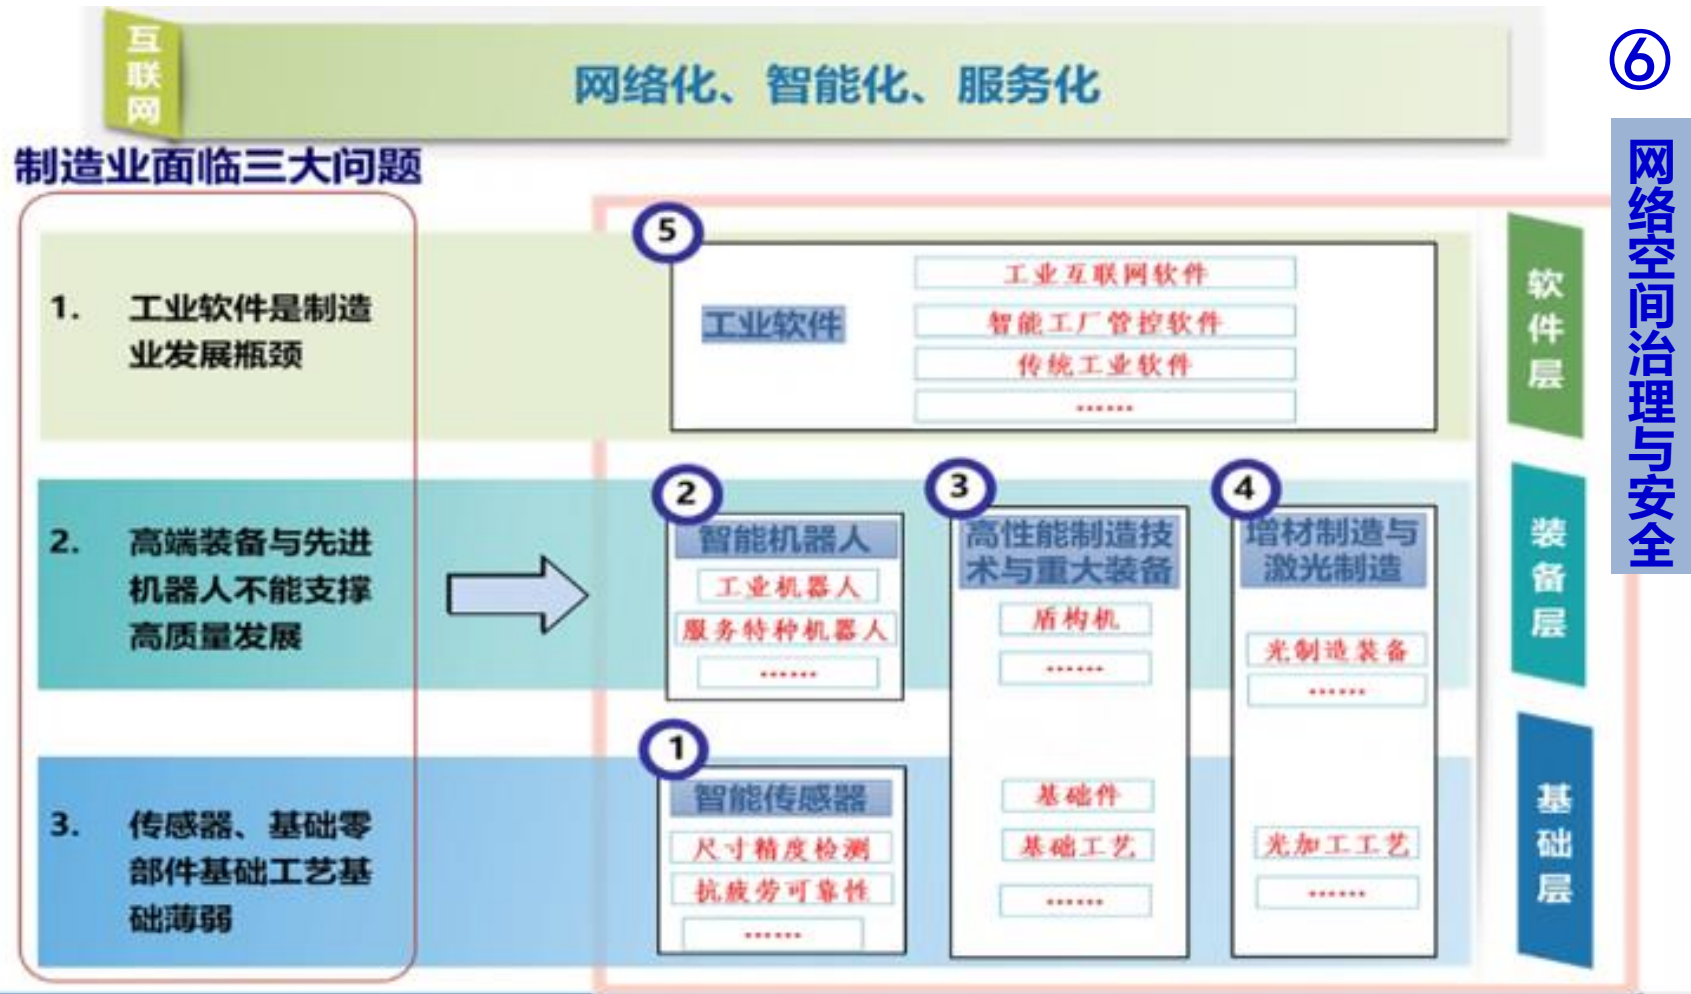 互联网
网络化、智能化、服务化
⑥
网络空间治理与安全
制造业面临三大问题
1. 工业软件是制造
业发展瓶颈
5
工业软件
工业互联网软件
智能工厂管控软件
传统工业软件
……
软件层
2. 高端装备与先进
机器人不能支撑
高质量发展
2
智能机器人
工业机器人
服务特种机器人
……
3
高性能制造技
术与重大装备
盾构机
……
基础件
基础工艺
……
4
增材制造与
激光制造
光制造装备
……
光加工工艺
……
装备层
3. 传感器、基础零
部件基础工艺基
础薄弱
1
智能传感器
尺寸精度检测
抗疲劳可靠性
……
基础层